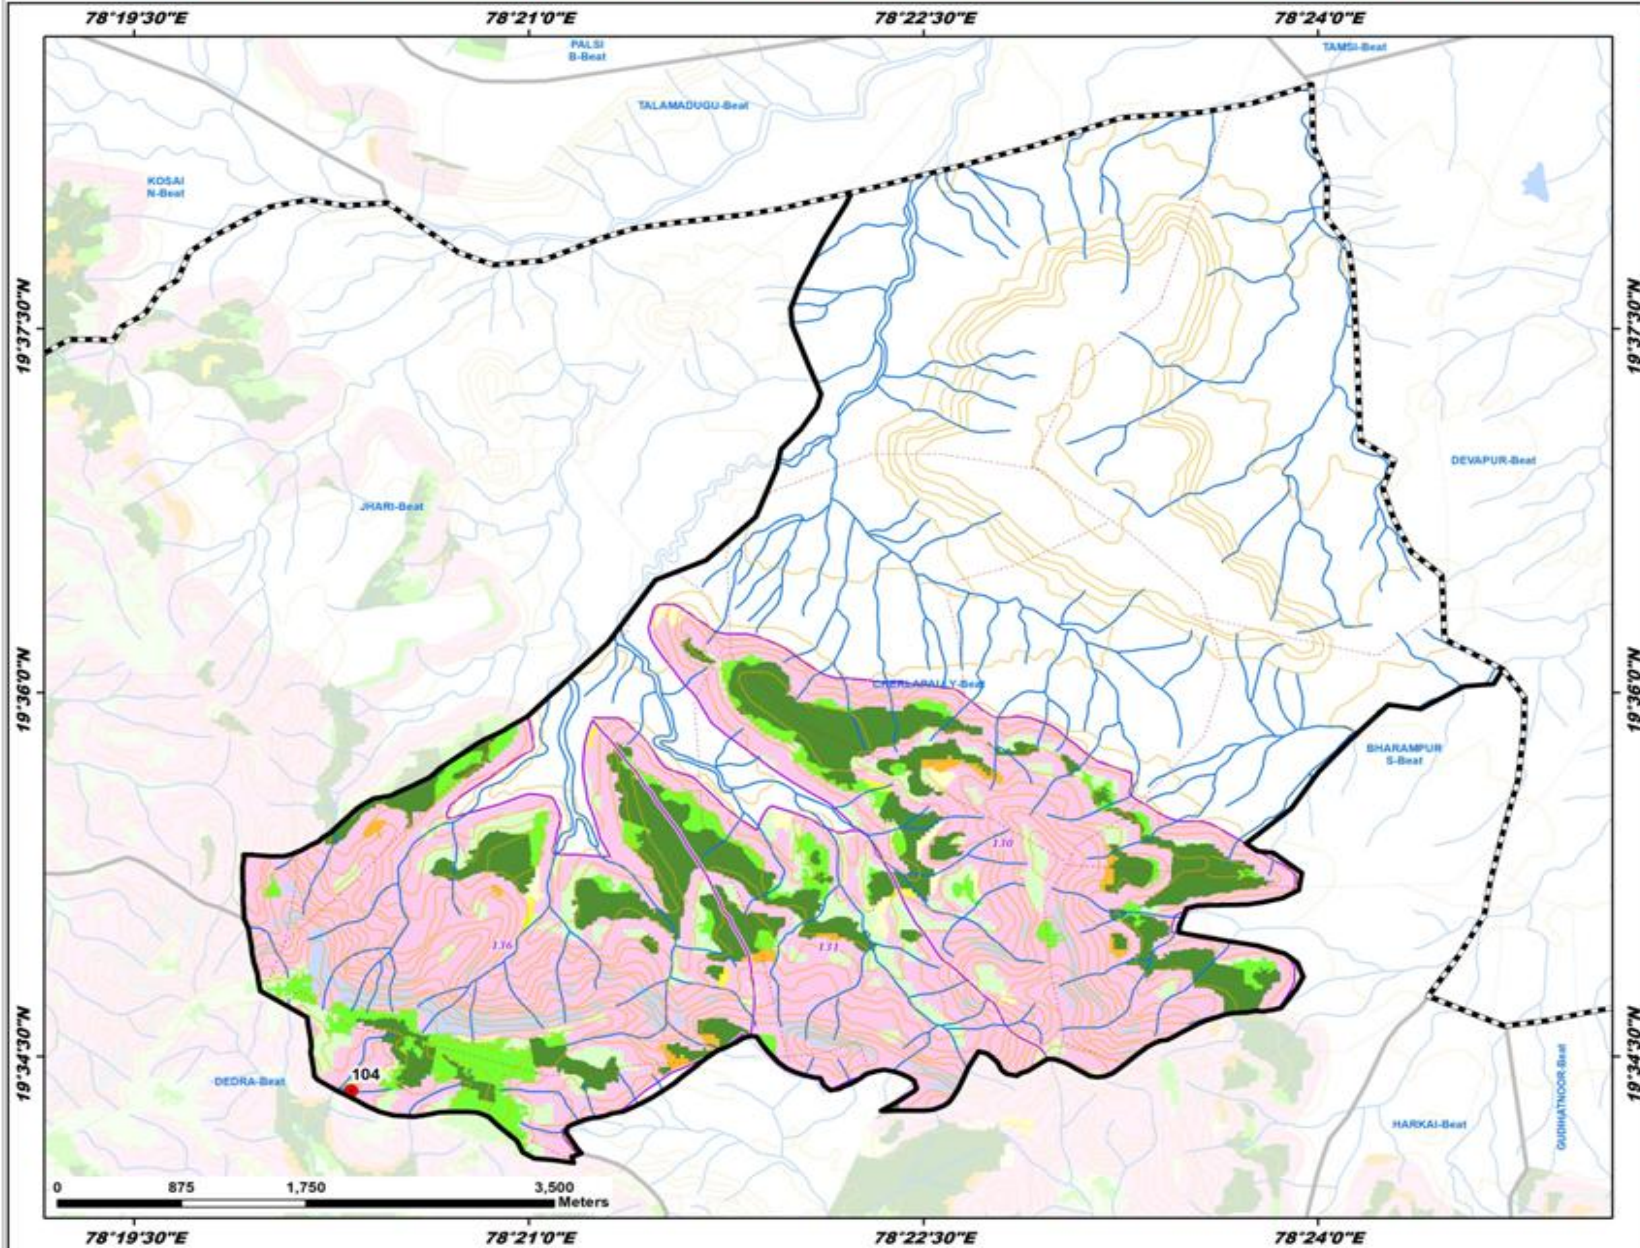 78°19'30"E 78°21'0"E 78°22'30"E 78°24'0"E
PALSI
B-Beat
TAMSI-Beat
TALAMADUGU-Beat
KOSAI
N-Beat
19°37'30"N
19°37'30"N
DEVAPUR-Beat
JHARI-Beat
19°36'0"N
19°36'0"N
CHERLAPALLY-Beat
BHARAMPUR
S-Beat
130
136
131
19°34'30"N
19°34'30"N
104
DEDRA-Beat
HARKAI-Beat
GUDIHATNOOR-Beat
0 875 1,750 3,500
Meters
78°19'30"E 78°21'0"E 78°22'30"E 78°24'0"E